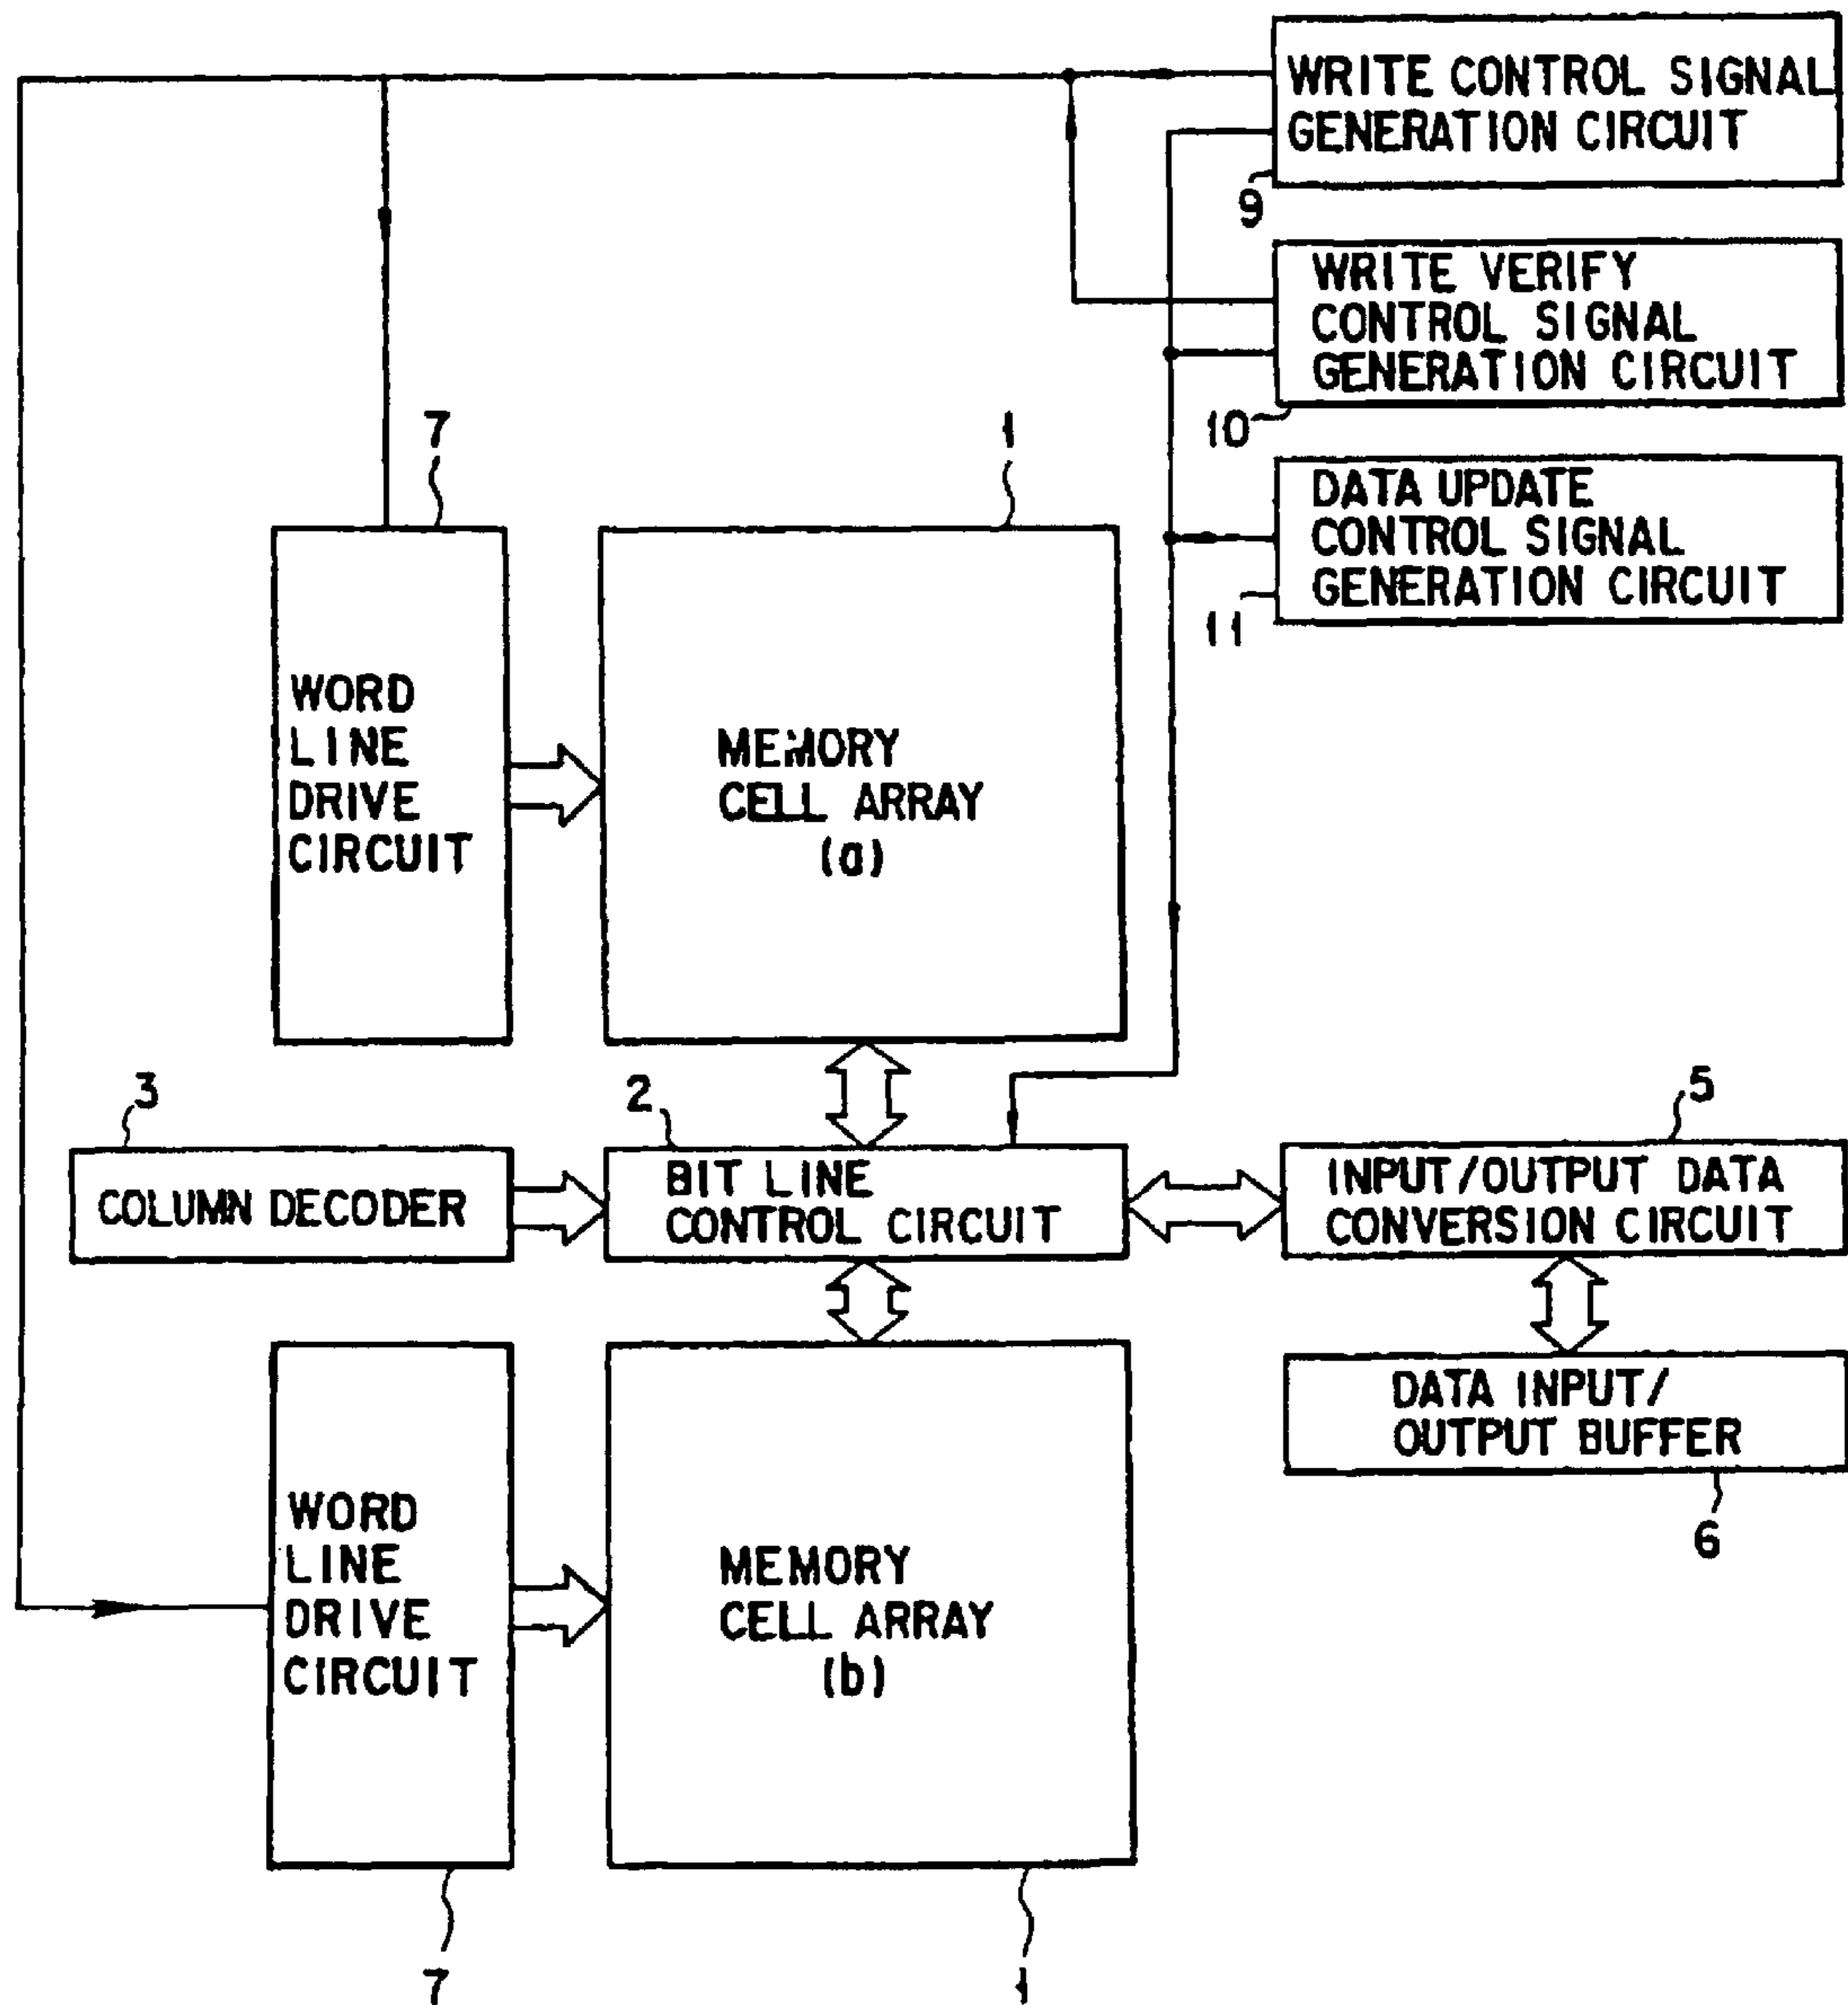 WRITE CONTROL SIGNAL
GENERATION CIRCUIT
9
WRITE VERIFY
CONTROL SIGNAL
GENERATION CIRCUIT
10
DATA UPDATE
CONTROL SIGNAL
GENERATION CIRCUIT
11
7
1
WORD
LINE
DRIVE
CIRCUIT
MEMORY
CELL ARRAY
(a)
3
2
5
COLUMN DECODER
BIT LINE
CONTROL CIRCUIT
INPUT/OUTPUT DATA
CONVERSION CIRCUIT
DATA INPUT/
OUTPUT BUFFER
6
WORD
LINE
DRIVE
CIRCUIT
MEMORY
CELL ARRAY
(b)
7
1